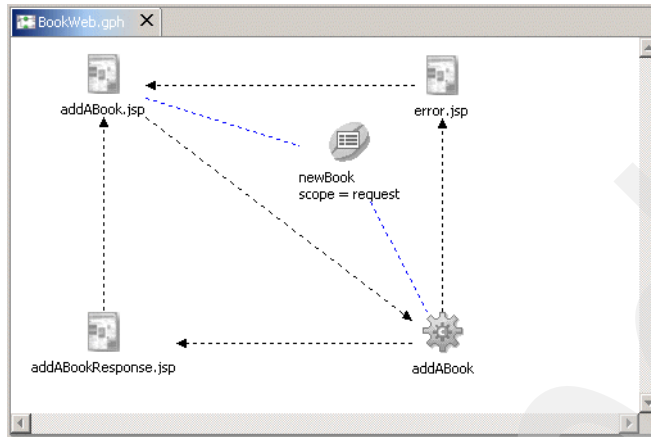 BookWeb.gph
addABook.jsp
error.jsp
newBook
scope = request
addABookResponse.jsp
addABook